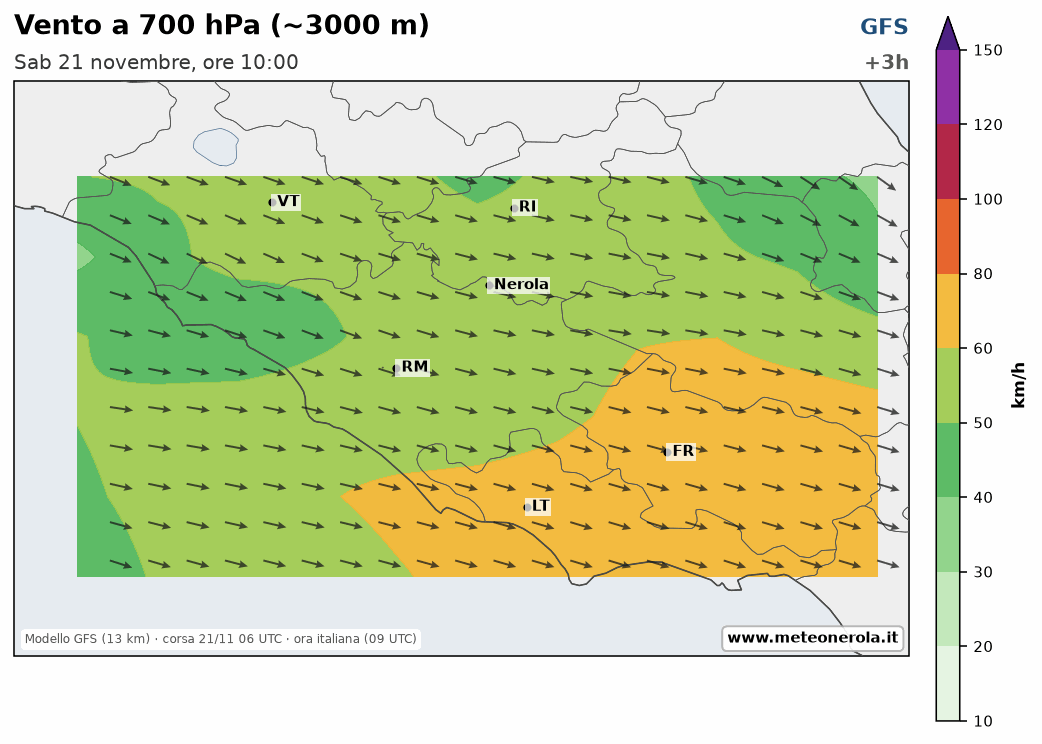 Vento a 700 hPa (~3000 m)
GFS
Sab 21 novembre, ore 10:00
+3h
VT
RI
Nerola
RM
FR
LT
150
120
100
80
60
50
40
30
20
10
km/h
Modello GFS (13 km) · corsa 21/11 06 UTC · ora italiana (09 UTC)
www.meteonerola.it